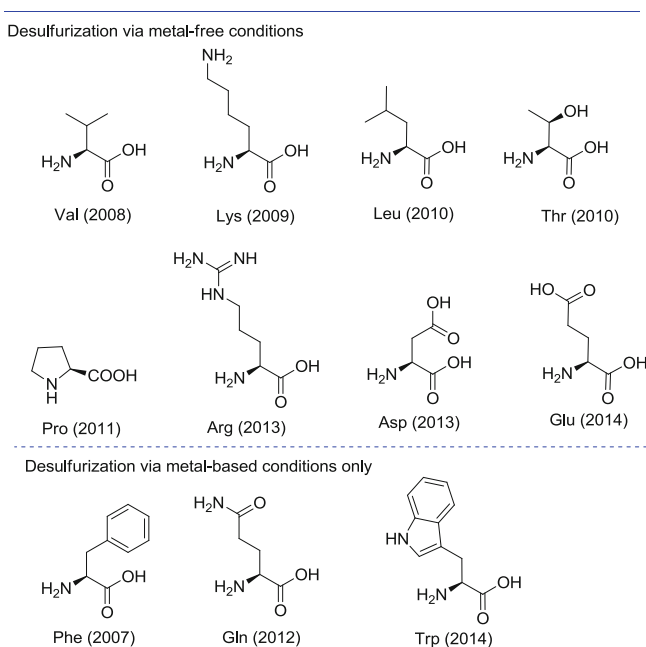 Desulfurization via metal-free conditions
NH₂
OH
H₂N OH
O
H₂N OH
O
H₂N OH
O
H₂N OH
O
Val (2008)
Lys (2009)
Leu (2010)
Thr (2010)
H₂N NH
HN
OH
O
HO O
N
H
COOH
H₂N OH
O
H₂N OH
O
H₂N OH
O
Pro (2011)
Arg (2013)
Asp (2013)
Glu (2014)
Desulfurization via metal-based conditions only
H₂N O
HN
H₂N OH
O
H₂N OH
O
H₂N OH
O
Phe (2007)
Gln (2012)
Trp (2014)